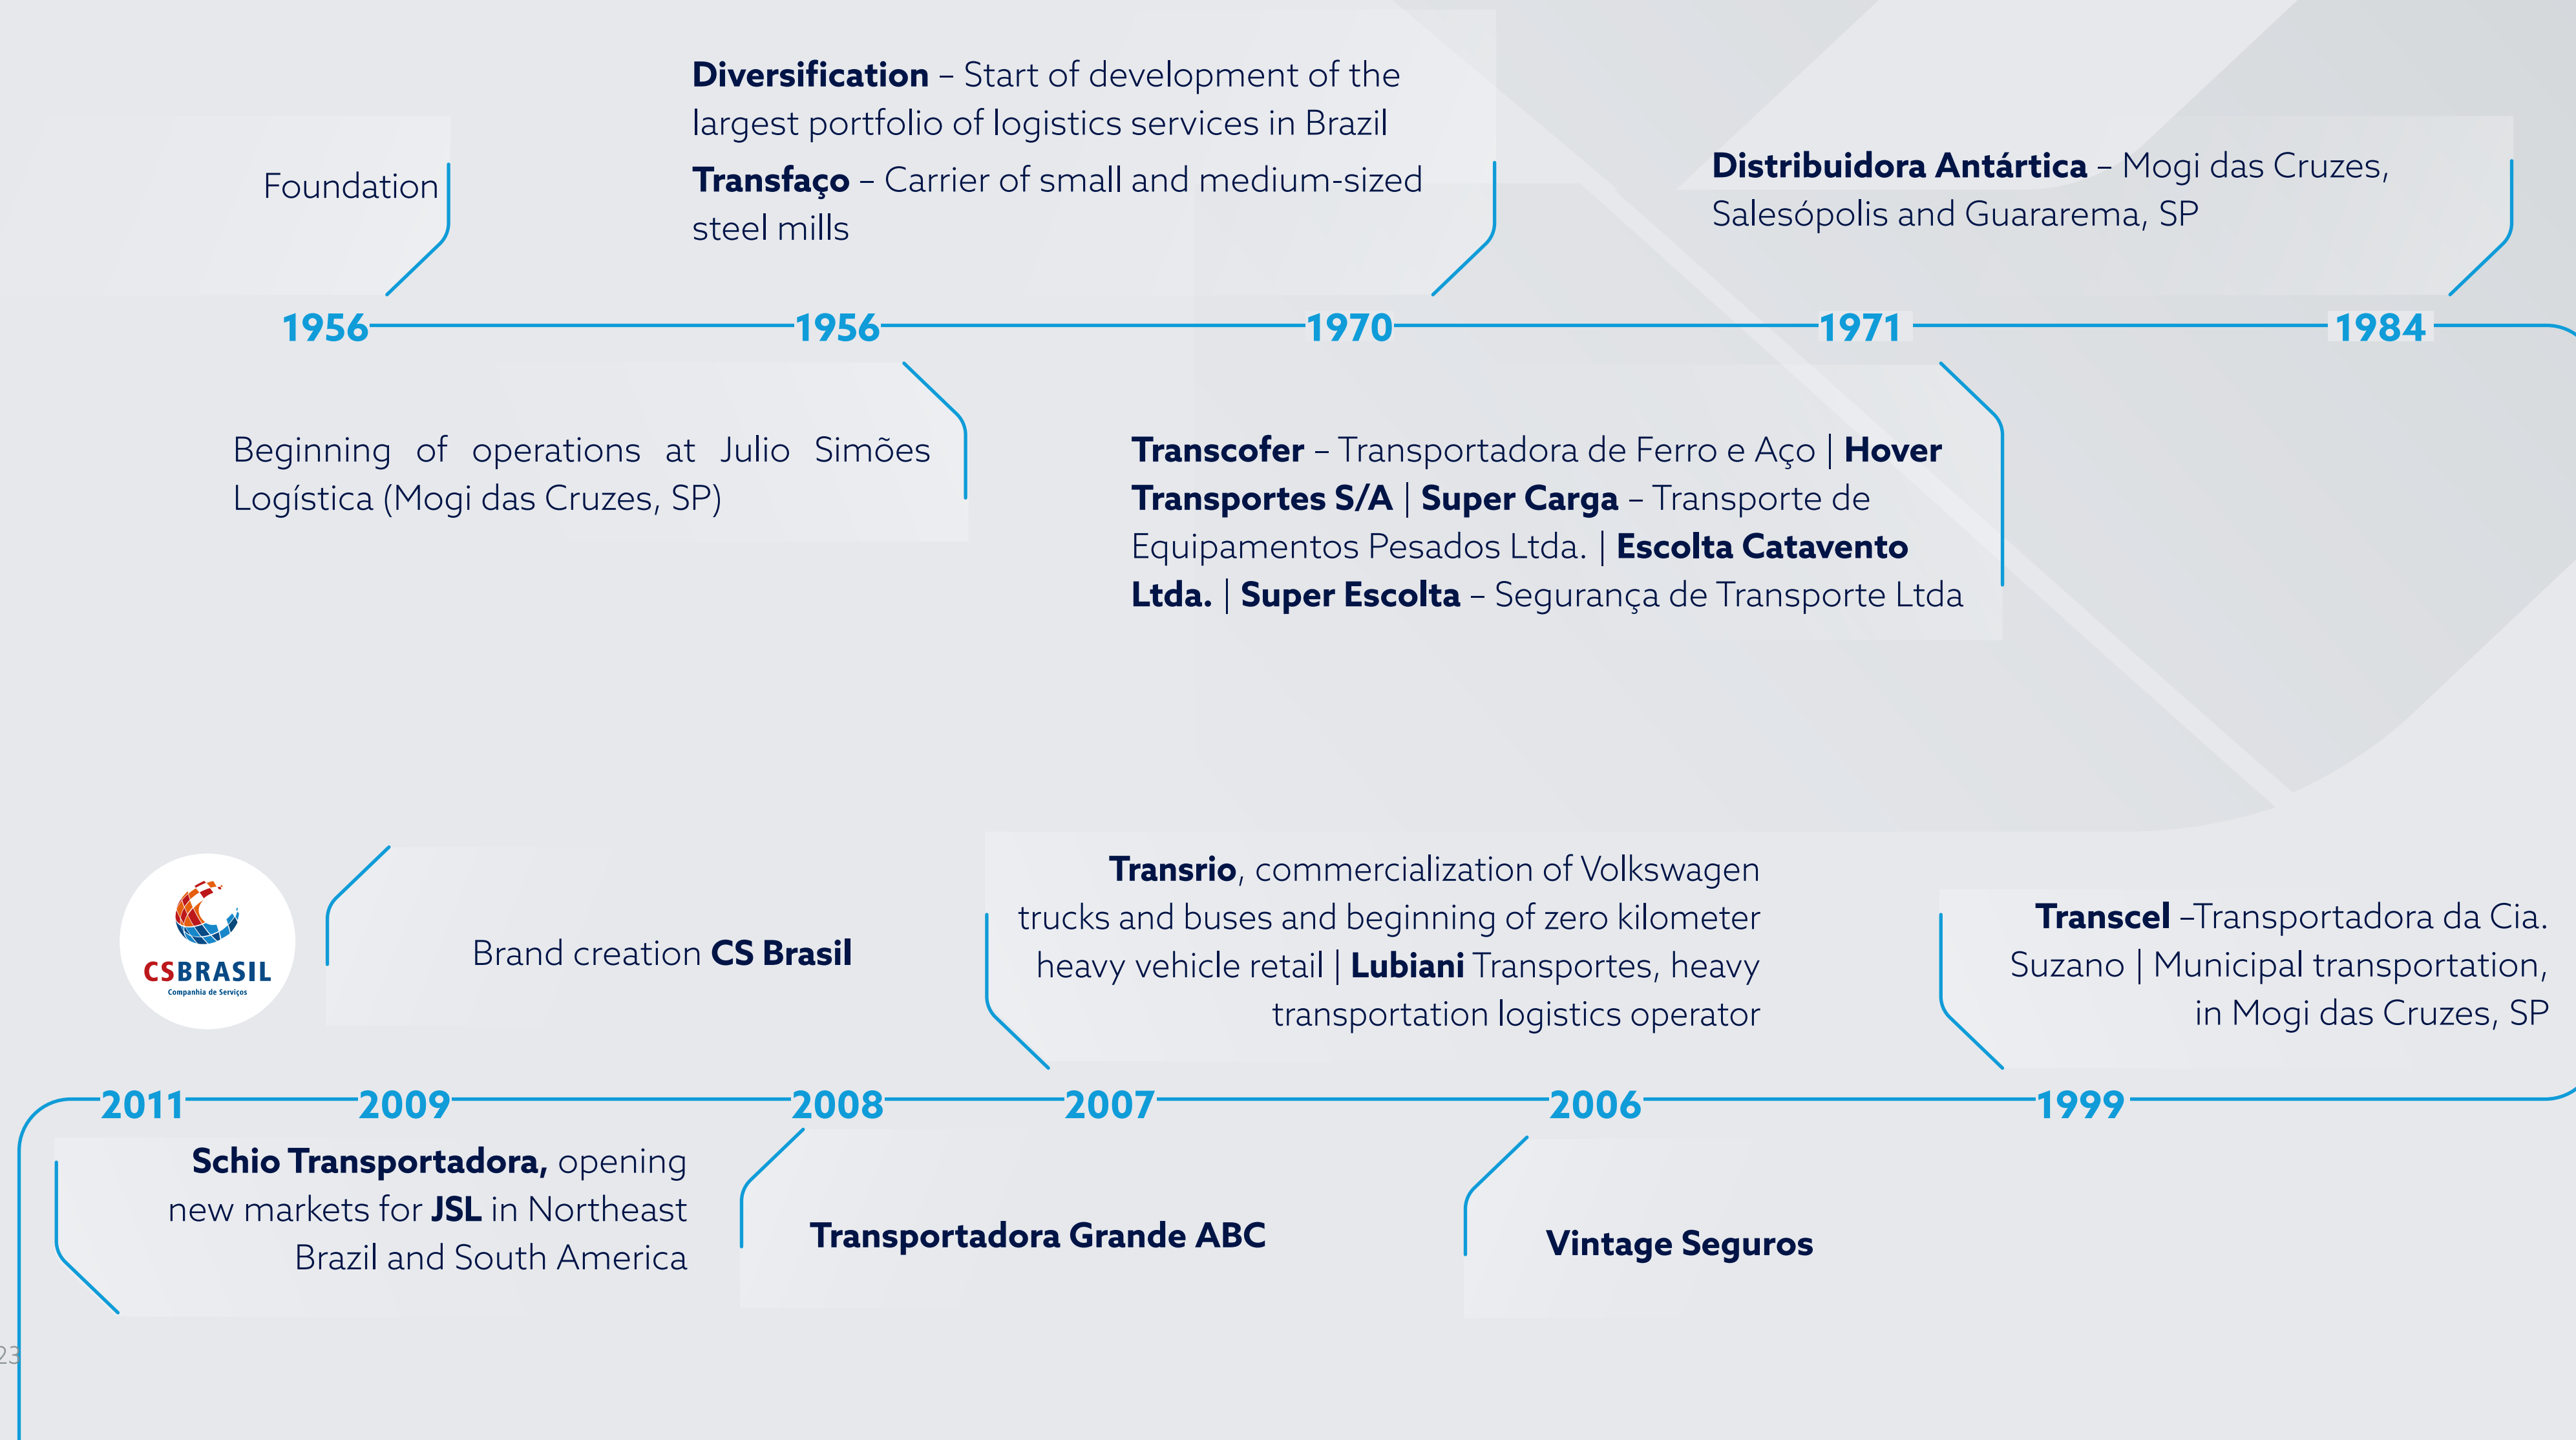 Diversification – Start of development of the
largest portfolio of logistics services in Brazil
Transfaço – Carrier of small and medium-sized
steel mills
Foundation
Distribuidora Antártica – Mogi das Cruzes,
Salesópolis and Guararema, SP
1956 1956 1970 1971 1984
Beginning of operations at Julio Simões
Logística (Mogi das Cruzes, SP)
Transcofer – Transportadora de Ferro e Aço | Hover
Transportes S/A | Super Carga – Transporte de
Equipamentos Pesados Ltda. | Escolta Catavento
Ltda. | Super Escolta – Segurança de Transporte Ltda
CSBRASIL
Companhia de Serviços
Brand creation CS Brasil
Transrio, commercialization of Volkswagen
trucks and buses and beginning of zero kilometer
heavy vehicle retail | Lubiani Transportes, heavy
transportation logistics operator
Transcel –Transportadora da Cia.
Suzano | Municipal transportation,
in Mogi das Cruzes, SP
2011 2009 2008 2007 2006 1999
Schio Transportadora, opening
new markets for JSL in Northeast
Brazil and South America
Transportadora Grande ABC
Vintage Seguros
23